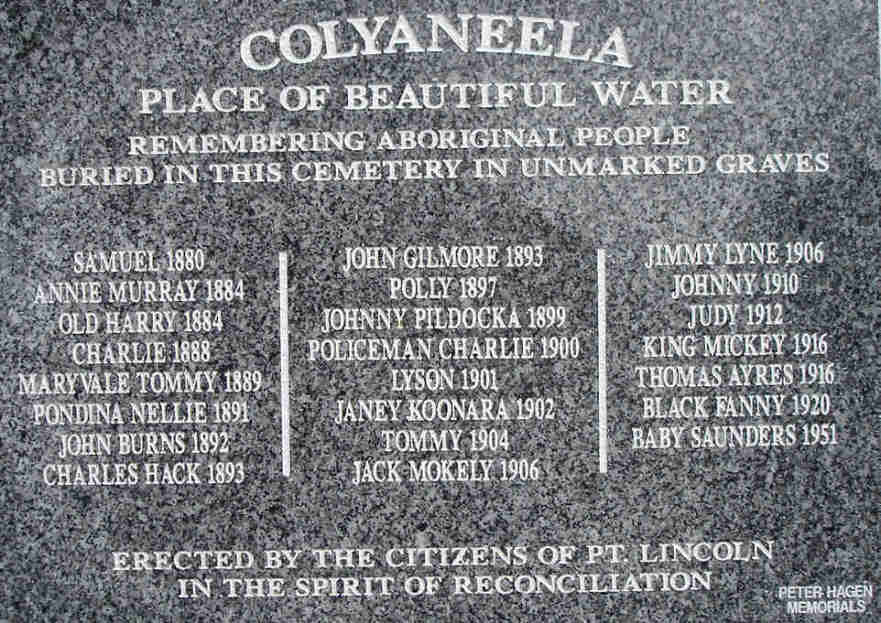 COLYANEELA
PLACE OF BEAUTIFUL WATER
REMEMBERING ABORIGINAL PEOPLE
BURIED IN THIS CEMETERY IN UNMARKED GRAVES
SAMUEL 1880
ANNIE MURRAY 1884
OLD HARRY 1884
CHARLIE 1888
MARYVALE TOMMY 1889
PONDINA NELLIE 1891
JOHN BURNS 1892
CHARLES HACK 1893
JOHN GILMORE 1893
POLLY 1897
JOHNNY PILDOCKA 1899
POLICEMAN CHARLIE 1900
LYSON 1901
JANEY KOONARA 1902
TOMMY 1904
JACK MOKELY 1906
JIMMY LYNE 1906
JOHNNY 1910
JUDY 1912
KING MICKEY 1916
THOMAS AYRES 1916
BLACK FANNY 1920
BABY SAUNDERS 1951
ERECTED BY THE CITIZENS OF PT. LINCOLN
IN THE SPIRIT OF RECONCILIATION
PETER HAGEN
MEMORIALS